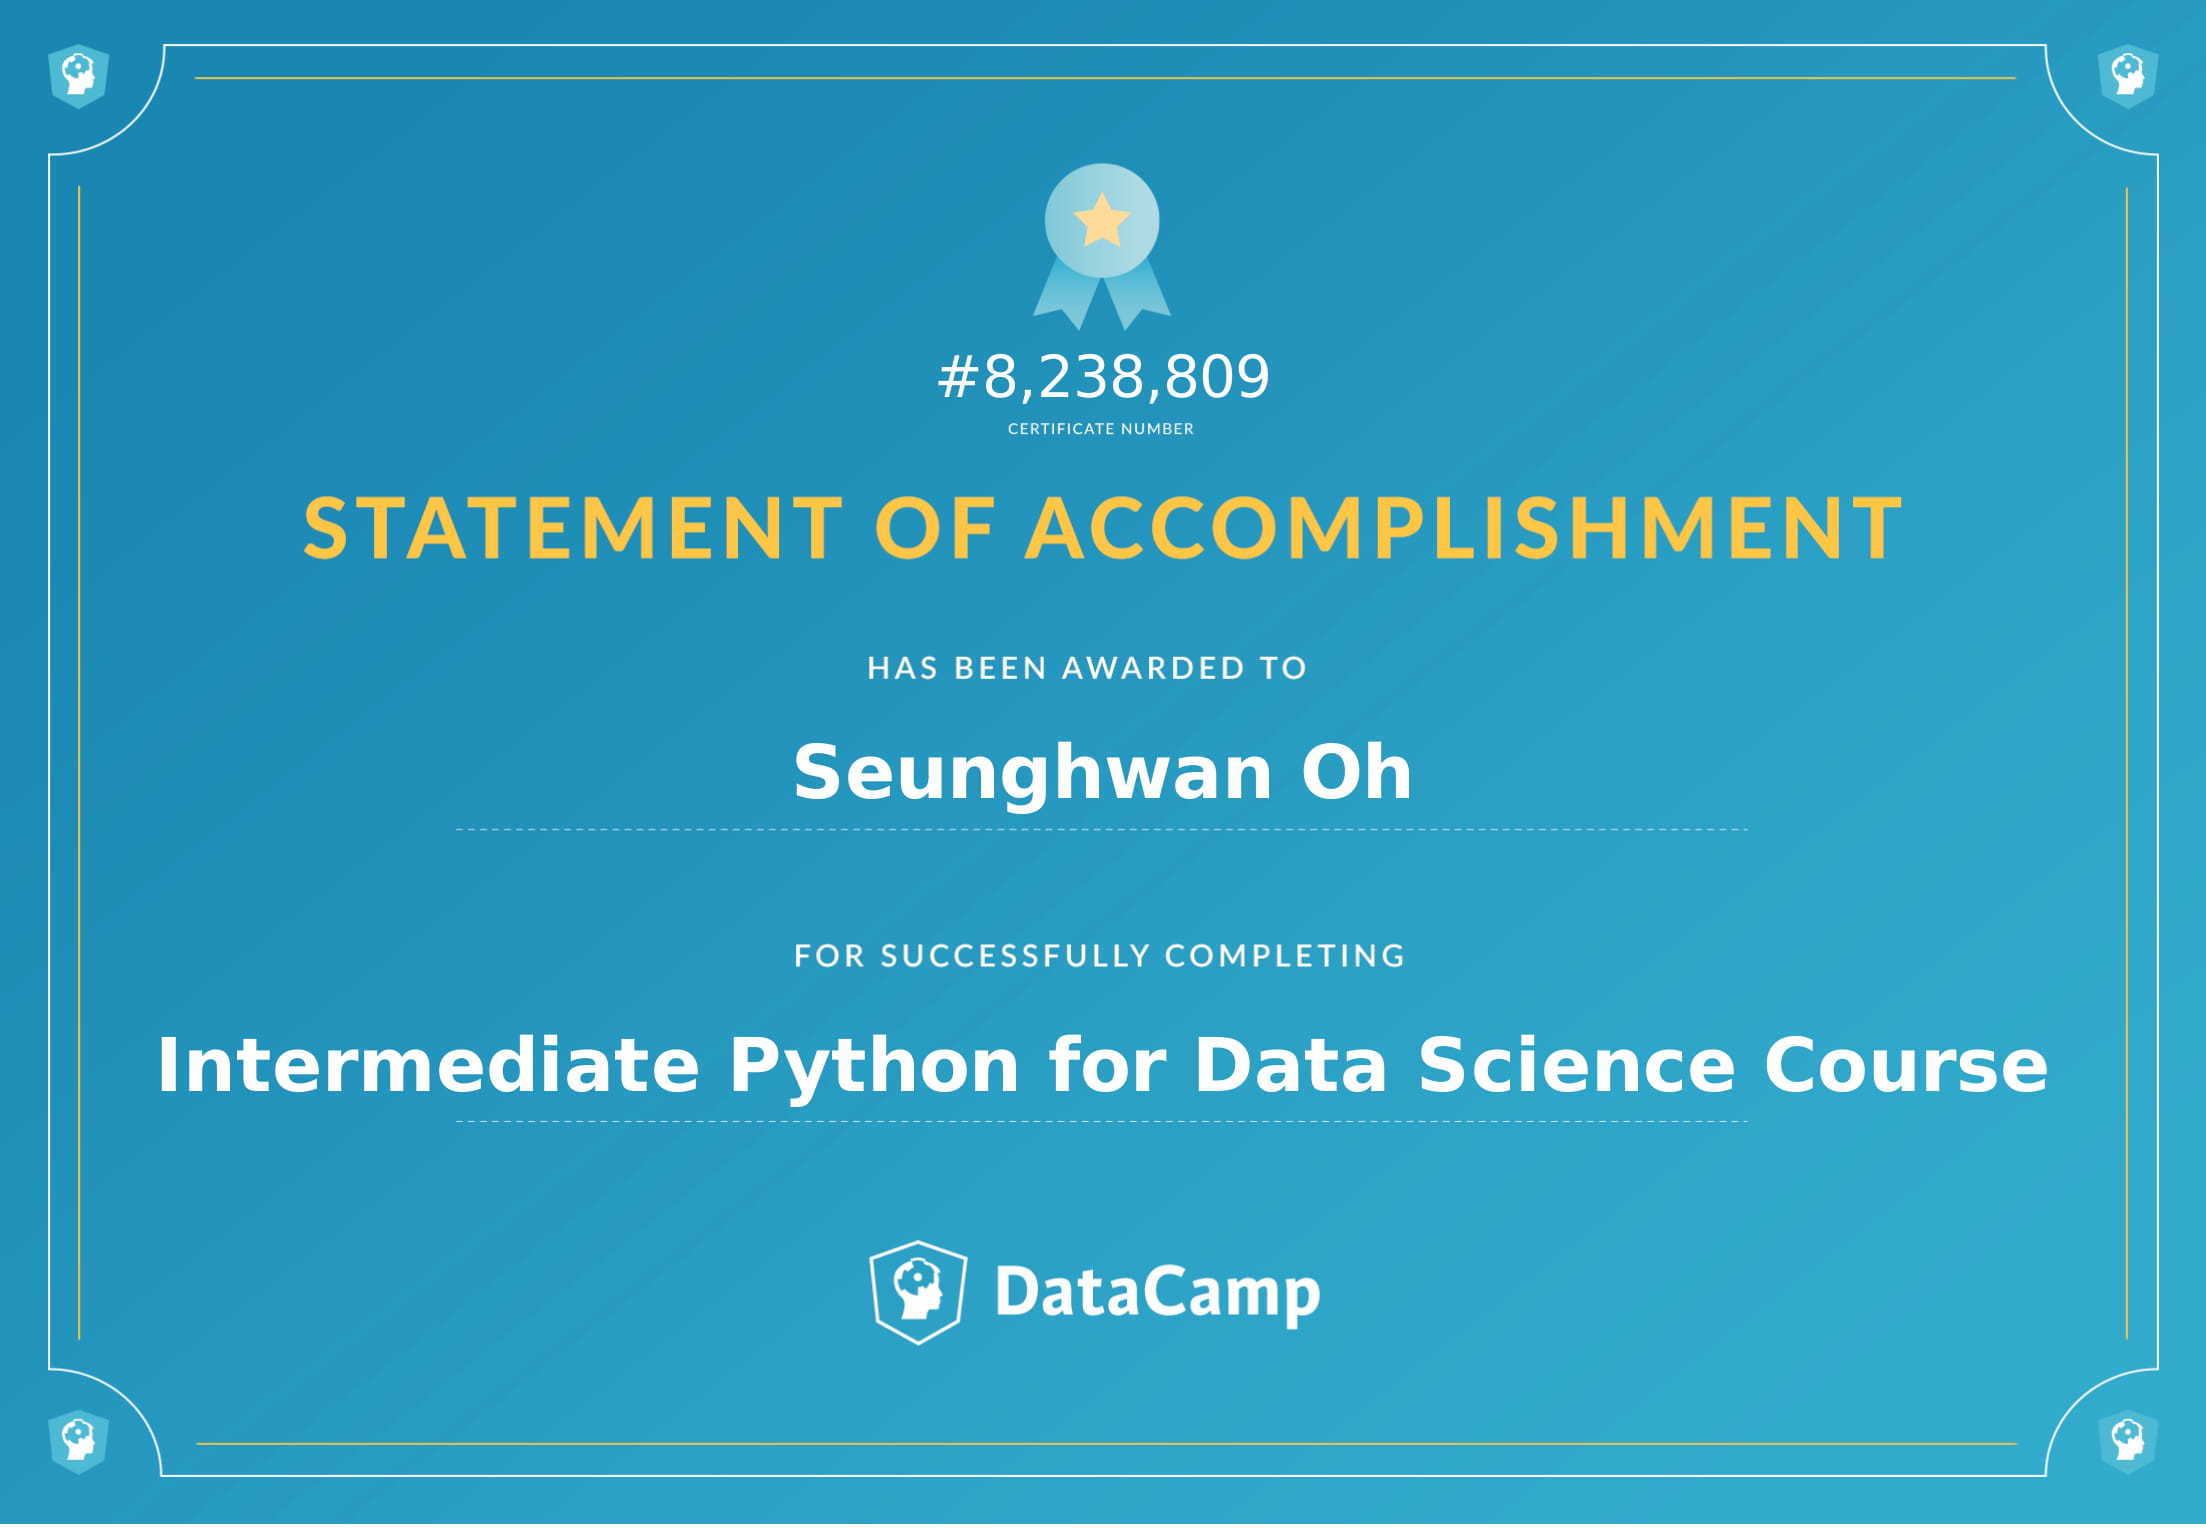 #8,238,809
CERTIFICATE NUMBER
STATEMENT OF ACCOMPLISHMENT
HAS BEEN AWARDED TO
Seunghwan Oh
FOR SUCCESSFULLY COMPLETING
Intermediate Python for Data Science Course
DataCamp